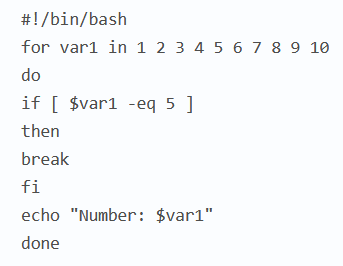 #!/bin/bash
for var1 in 1 2 3 4 5 6 7 8 9 10
do
if [ $var1 -eq 5 ]
then
break
fi
echo "Number: $var1"
done